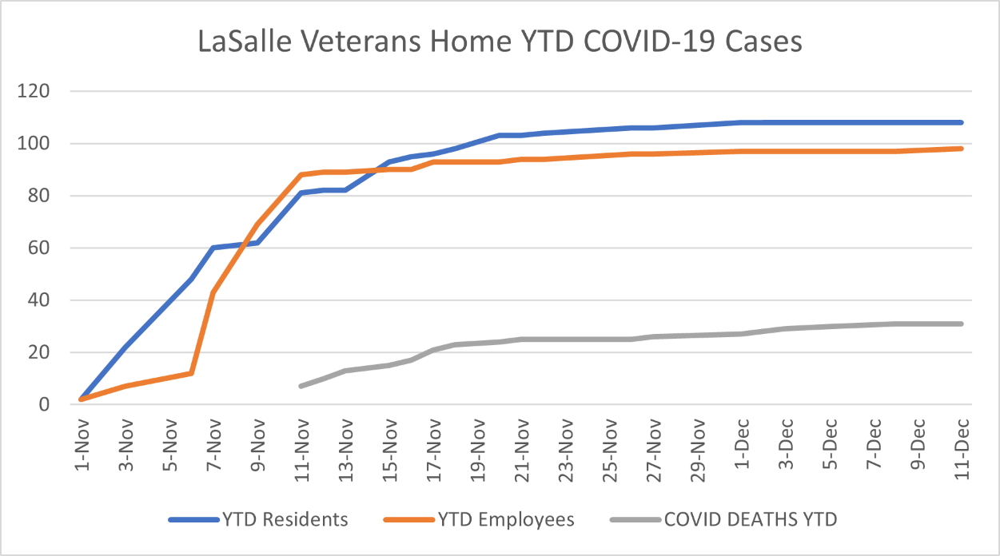 LaSalle Veterans Home YTD COVID-19 Cases
120
100
80
60
40
20
0
1-Nov
3-Nov
5-Nov
7-Nov
9-Nov
11-Nov
13-Nov
15-Nov
17-Nov
19-Nov
21-Nov
23-Nov
25-Nov
27-Nov
29-Nov
1-Dec
3-Dec
5-Dec
7-Dec
9-Dec
11-Dec
YTD Residents YTD Employees COVID DEATHS YTD